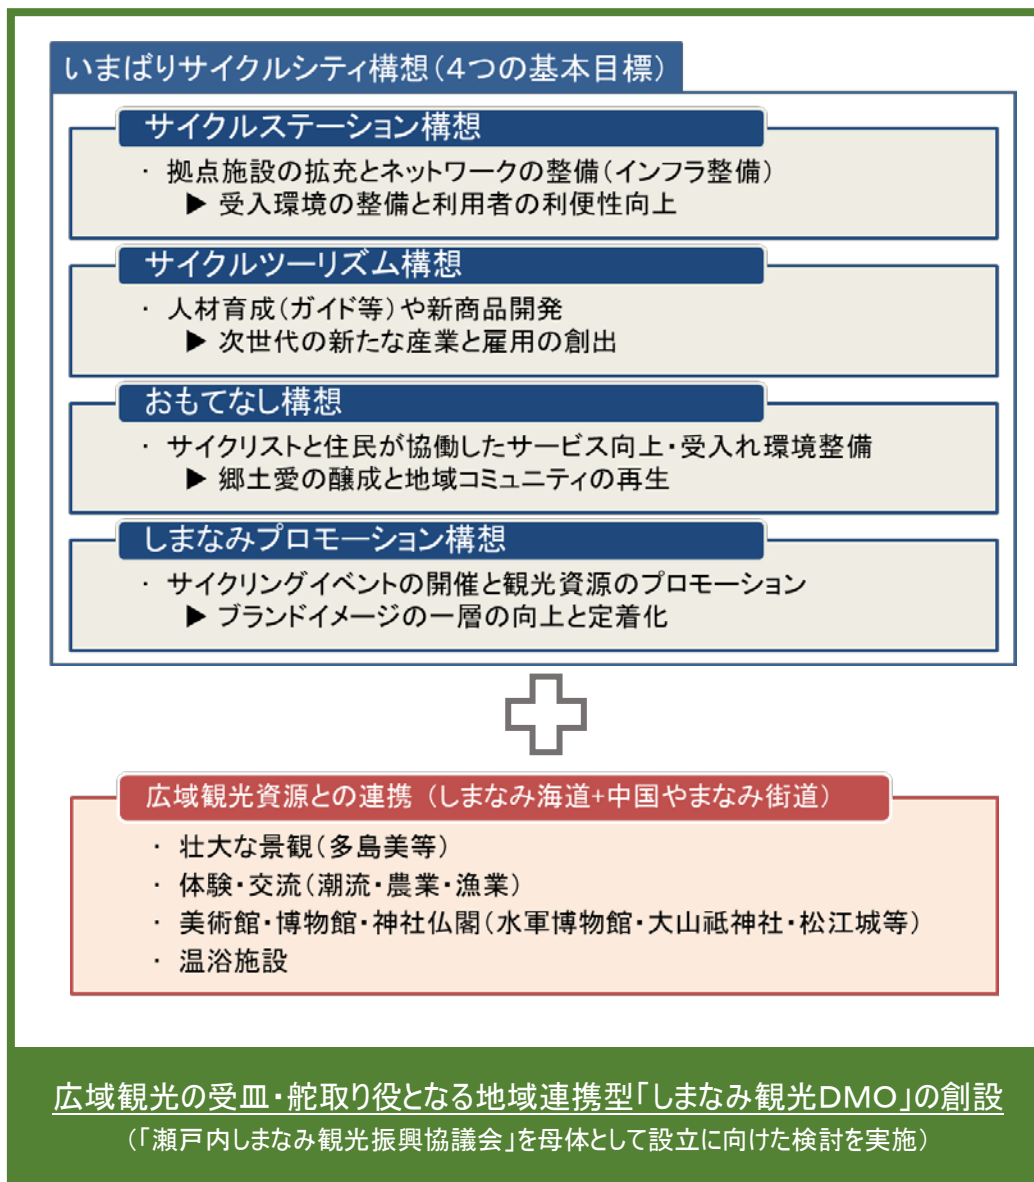 いまばりサイクルシティ構想(4つの基本目標)
サイクルステーション構想
・ 拠点施設の拡充とネットワークの整備(インフラ整備)
▶ 受入環境の整備と利用者の利便性向上
サイクルツーリズム構想
・ 人材育成(ガイド等)や新商品開発
▶ 次世代の新たな産業と雇用の創出
おもてなし構想
・ サイクリストと住民が協働したサービス向上・受入れ環境整備
▶ 郷土愛の醸成と地域コミュニティの再生
しまなみプロモーション構想
・ サイクリングイベントの開催と観光資源のプロモーション
▶ ブランドイメージの一層の向上と定着化
広域観光資源との連携 (しまなみ海道+中国やまなみ街道)
・ 壮大な景観(多島美等)
・ 体験・交流(潮流・農業・漁業)
・ 美術館・博物館・神社仏閣(水軍博物館・大山祗神社・松江城等)
・ 温浴施設
広域観光の受皿・舵取り役となる地域連携型「しまなみ観光DMO」の創設
(「瀬戸内しまなみ観光振興協議会」を母体として設立に向けた検討を実施)